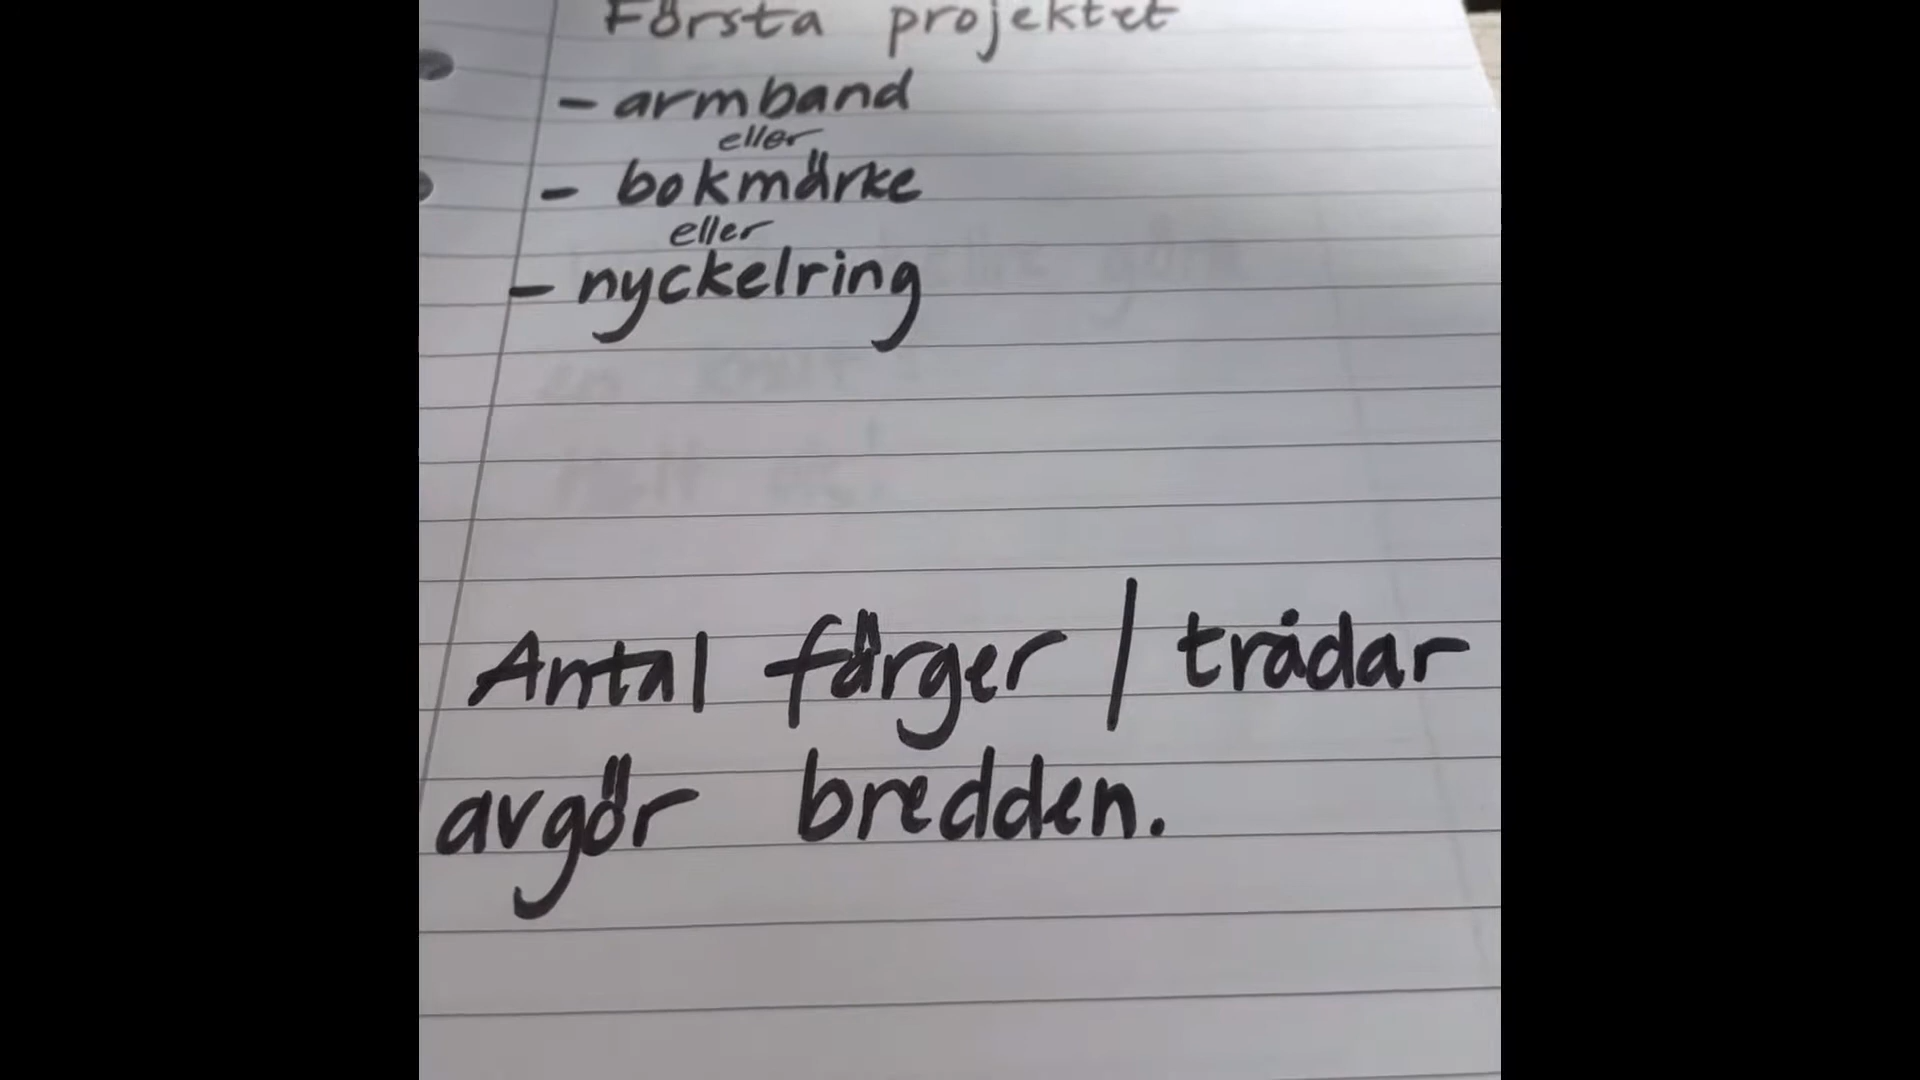 Första projektet
- armband
eller
- bokmärke
eller
- nyckelring
Antal färger / trådar
avgör bredden.